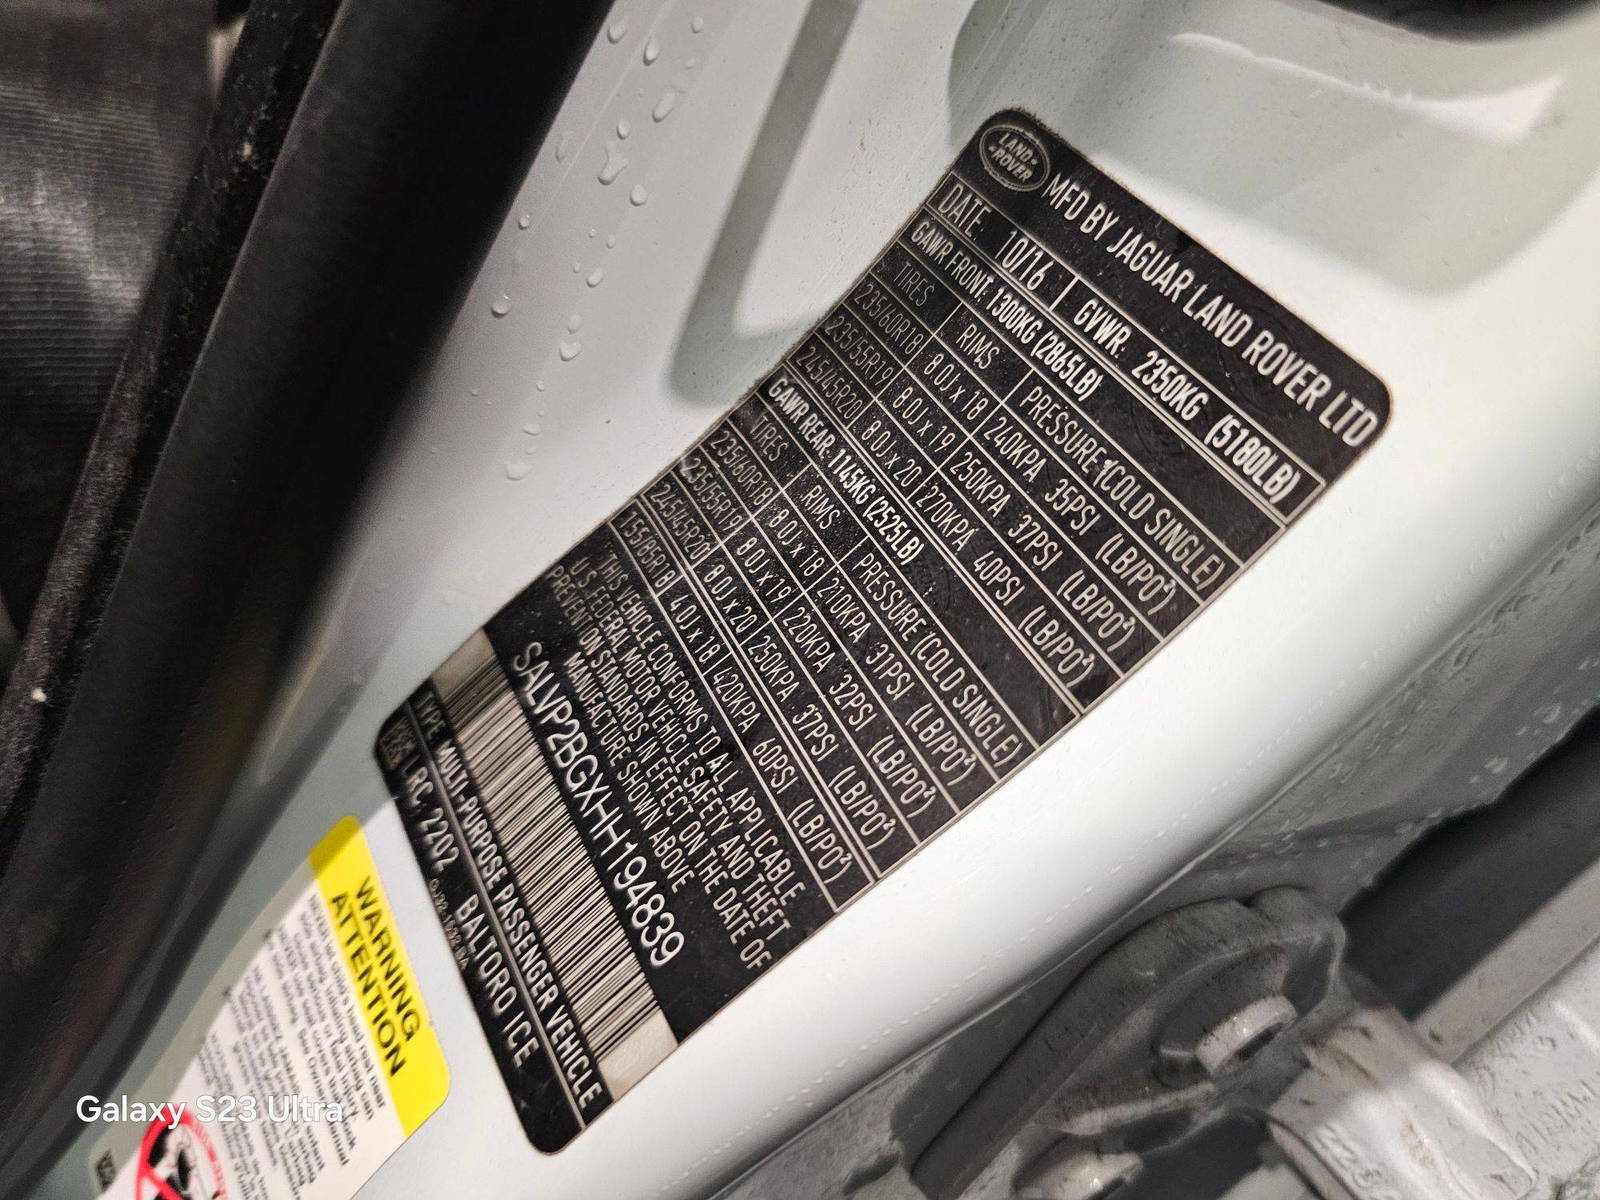 LAND ROVER
MFD BY JAGUAR LAND ROVER LTD
DATE. 10/16 GVWR. 2350KG (5180LB)
GAWR FRONT: 1300KG (2865LB)
TIRES RIMS PRESSURE (COLD SINGLE)
235/60R18 8.0J x 18 240KPA 35PSI (LB/PO²)
235/55R19 8.0J x 19 250KPA 37PSI (LB/PO²)
245/45R20 8.0J x 20 270KPA 40PSI (LB/PO²)
GAWR REAR: 1145KG (2525LB)
TIRES RIMS PRESSURE (COLD SINGLE)
235/60R18 8.0J x 18 210KPA 31PSI (LB/PO²)
235/55R19 8.0J x 19 220KPA 32PSI (LB/PO²)
245/45R20 8.0J x 20 250KPA 37PSI (LB/PO²)
155/85R18 4.0J x 18 420KPA 60PSI (LB/PO²)
THIS VEHICLE CONFORMS TO ALL APPLICABLE
U.S. FEDERAL MOTOR VEHICLE SAFETY AND THEFT
PREVENTION STANDARDS IN EFFECT ON THE DATE OF
MANUFACTURE SHOWN ABOVE
SALVP2BGXHH194839
TYPE MULTI-PURPOSE PASSENGER VEHICLE
LRC 2202 BALTORO ICE
WARNING
ATTENTION
Galaxy S23 Ultra